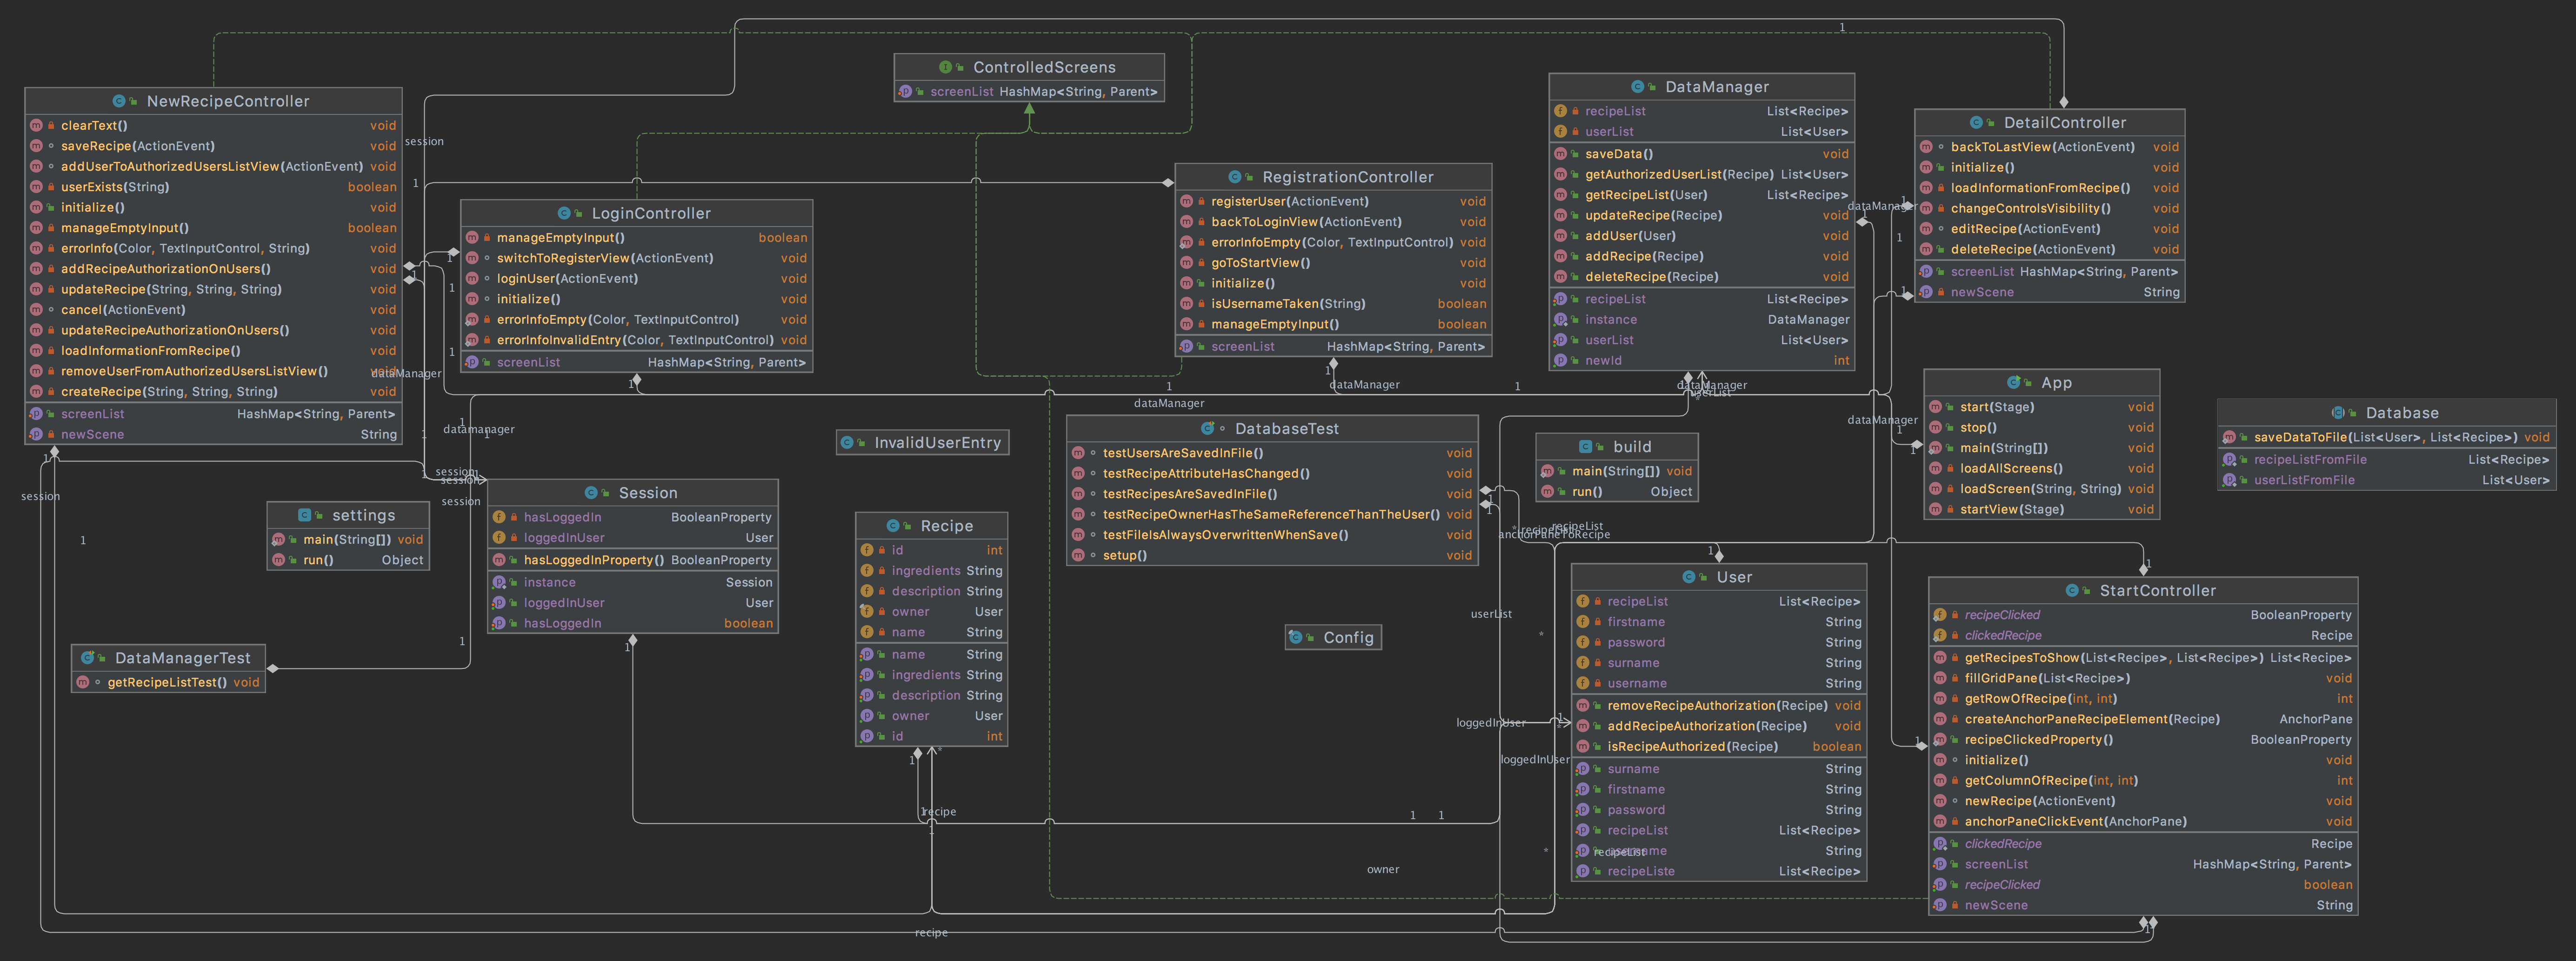 ControlledScreens
screenList HashMap<String, Parent>
NewRecipeController
clearText() void
saveRecipe(ActionEvent) void
addUserToAuthorizedUsersListView(ActionEvent) void
userExists(String) boolean
initialize() void
manageEmptyInput() boolean
errorInfo(Color, TextInputControl, String) void
addRecipeAuthorizationOnUsers() void
updateRecipe(String, String, String) void
cancel(ActionEvent) void
updateRecipeAuthorizationOnUsers() void
loadInformationFromRecipe() void
removeUserFromAuthorizedUsersListView() void
createRecipe(String, String, String) void
screenList HashMap<String, Parent>
newScene String
LoginController
manageEmptyInput() boolean
switchToRegisterView(ActionEvent) void
loginUser(ActionEvent) void
initialize() void
errorInfoEmpty(Color, TextInputControl) void
errorInfoInvalidEntry(Color, TextInputControl) void
screenList HashMap<String, Parent>
RegistrationController
registerUser(ActionEvent) void
backToLoginView(ActionEvent) void
errorInfoEmpty(Color, TextInputControl) void
goToStartView() void
initialize() void
isUsernameTaken(String) boolean
manageEmptyInput() boolean
screenList HashMap<String, Parent>
DataManager
recipeList List<Recipe>
userList List<User>
saveData() void
getAuthorizedUserList(Recipe) List<User>
getRecipeList(User) List<Recipe>
updateRecipe(Recipe) void
addUser(User) void
addRecipe(Recipe) void
deleteRecipe(Recipe) void
recipeList List<Recipe>
instance DataManager
userList List<User>
newId int
DetailController
backToLastView(ActionEvent) void
initialize() void
loadInformationFromRecipe() void
changeControlsVisibility() void
editRecipe(ActionEvent) void
deleteRecipe(ActionEvent) void
screenList HashMap<String, Parent>
newScene String
App
start(Stage) void
stop() void
main(String[]) void
loadAllScreens() void
loadScreen(String, String) void
startView(Stage) void
Database
saveDataToFile(List<User>, List<Recipe>) void
recipeListFromFile List<Recipe>
userListFromFile List<User>
InvalidUserEntry
DatabaseTest
testUsersAreSavedInFile() void
testRecipeAttributeHasChanged() void
testRecipesAreSavedInFile() void
testRecipeOwnerHasTheSameReferenceThanTheUser() void
testFileIsAlwaysOverwrittenWhenSave() void
setup() void
build
main(String[]) void
run() Object
settings
main(String[]) void
run() Object
Session
hasLoggedIn BooleanProperty
loggedInUser User
hasLoggedInProperty() BooleanProperty
instance Session
loggedInUser User
hasLoggedIn boolean
Recipe
id int
ingredients String
description String
owner User
name String
name String
ingredients String
description String
owner User
id int
Config
User
recipeList List<Recipe>
firstname String
password String
surname String
username String
removeRecipeAuthorization(Recipe) void
addRecipeAuthorization(Recipe) void
isRecipeAuthorized(Recipe) boolean
surname String
firstname String
password String
recipeList List<Recipe>
username String
recipeListe List<Recipe>
StartController
recipeClicked BooleanProperty
clickedRecipe Recipe
getRecipesToShow(List<Recipe>, List<Recipe>) List<Recipe>
fillGridPane(List<Recipe>) void
getRowOfRecipe(int, int) int
createAnchorPaneRecipeElement(Recipe) AnchorPane
recipeClickedProperty() BooleanProperty
initialize() void
getColumnOfRecipe(int, int) int
newRecipe(ActionEvent) void
anchorPaneClickEvent(AnchorPane) void
clickedRecipe Recipe
screenList HashMap<String, Parent>
recipeClicked boolean
newScene String
DataManagerTest
getRecipeListTest() void
session
dataManager
datamanager
session
session
session
session
dataManager
dataManager
dataManager
userList
dataManager
dataManager
recipeList
anchorPaneToRecipe
userList
loggedInUser
loggedInUser
recipeList
owner
recipe
recipe